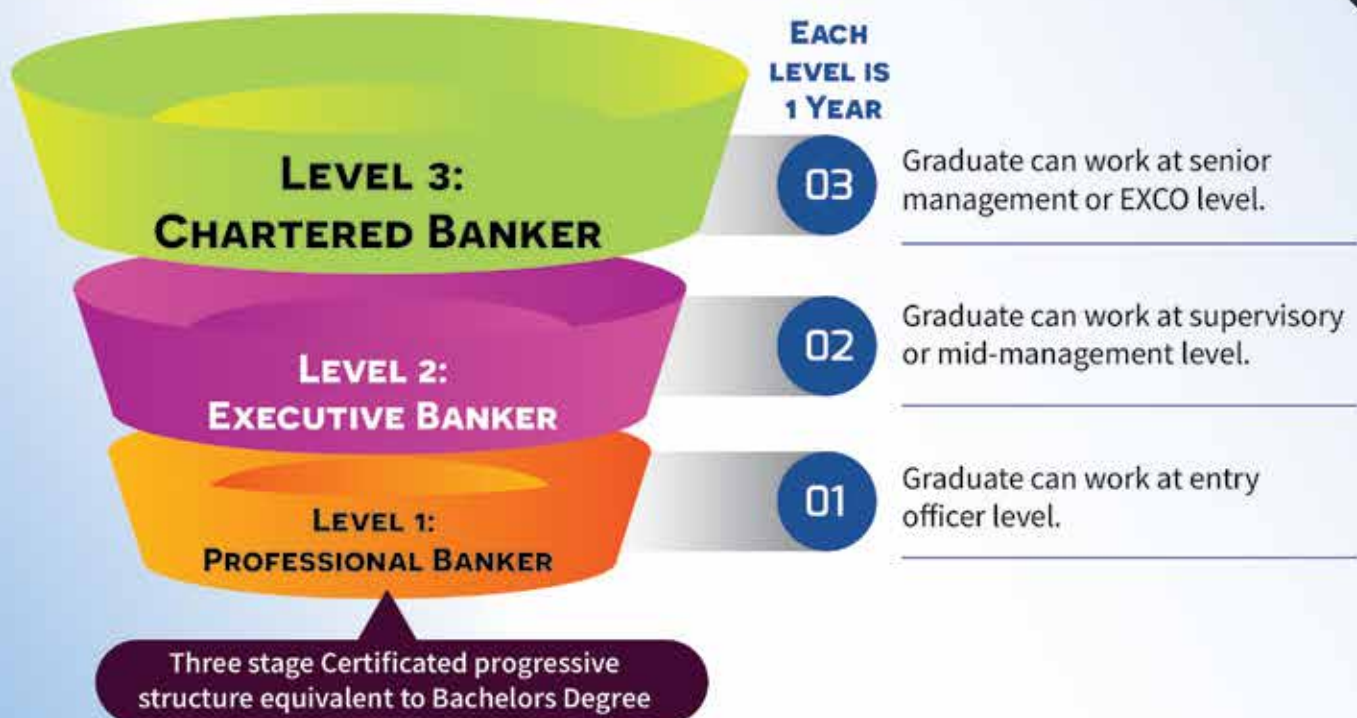 EACH
LEVEL IS
1 YEAR
LEVEL 3:
CHARTERED BANKER
03
Graduate can work at senior
management or EXCO level.
LEVEL 2:
EXECUTIVE BANKER
02
Graduate can work at supervisory
or mid-management level.
LEVEL 1:
PROFESSIONAL BANKER
01
Graduate can work at entry
officer level.
Three stage Certificated progressive
structure equivalent to Bachelors Degree